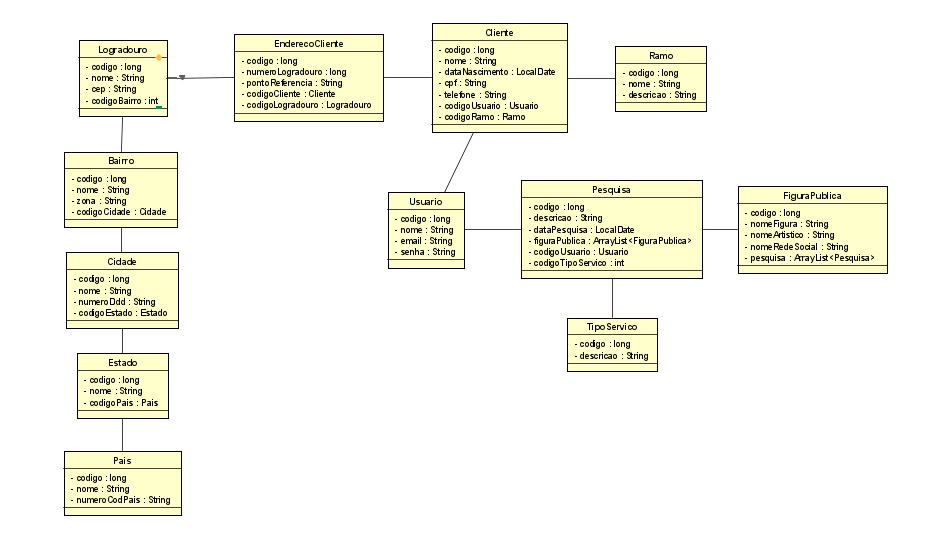 Logradouro
- codigo : long
- nome : String
- cep : String
- codigoBairro : int
EnderecoCliente
- codigo : long
- numeroLogradouro : long
- pontoReferencia : String
- codigoCliente : Cliente
- codigoLogradouro : Logradouro
Cliente
- codigo : long
- nome : String
- dataNascimento : LocalDate
- cpf : String
- telefone : String
- codigoUsuario : Usuario
- codigoRamo : Ramo
Ramo
- codigo : long
- nome : String
- descricao : String
Bairro
- codigo : long
- nome : String
- zona : String
- codigoCidade : Cidade
Usuario
- codigo : long
- nome : String
- email : String
- senha : String
Pesquisa
- codigo : long
- descricao : String
- dataPesquisa : LocalDate
- figuraPublica : ArrayList<FiguraPublica>
- codigoUsuario : Usuario
- codigoTipoServico : int
FiguraPublica
- codigo : long
- nomeFigura : String
- nomeArtistico : String
- nomeRedeSocial : String
- pesquisa : ArrayList<Pesquisa>
Cidade
- codigo : long
- nome : String
- numeroDdd : String
- codigoEstado : Estado
TipoServico
- codigo : long
- descricao : String
Estado
- codigo : long
- nome : String
- codigoPais : Pais
Pais
- codigo : long
- nome : String
- numeroCodPais : String